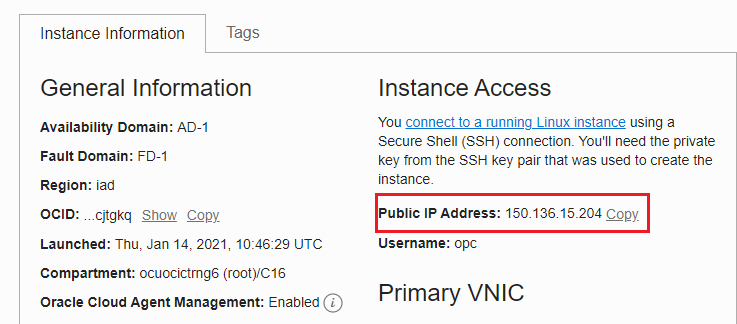 Instance Information
Tags
General Information
Availability Domain: AD-1
Fault Domain: FD-1
Region: iad
OCID: ...cjtgkq Show Copy
Launched: Thu, Jan 14, 2021, 10:46:29 UTC
Compartment: ocuocictrng6 (root)/C16
Oracle Cloud Agent Management: Enabled i
Instance Access
You connect to a running Linux instance using a
Secure Shell (SSH) connection. You'll need the private
key from the SSH key pair that was used to create the
instance.
Public IP Address: 150.136.15.204 Copy
Username: opc
Primary VNIC